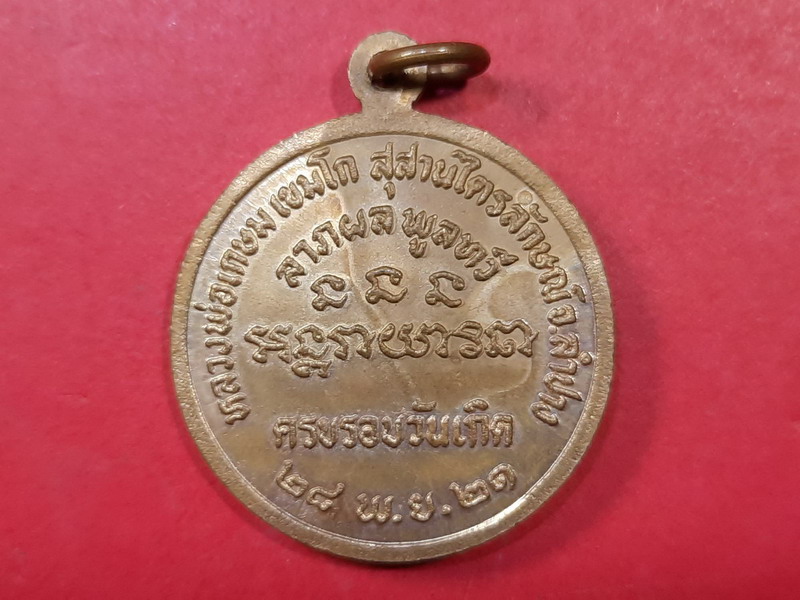 หลวงพ่อเกษม เขมโก สุสานไตรลักษณ์ จ.ลำปาง
ลาภผลพูลทวี
ครบรอบวันเกิด
๒๘ พ.ย. ๒๑